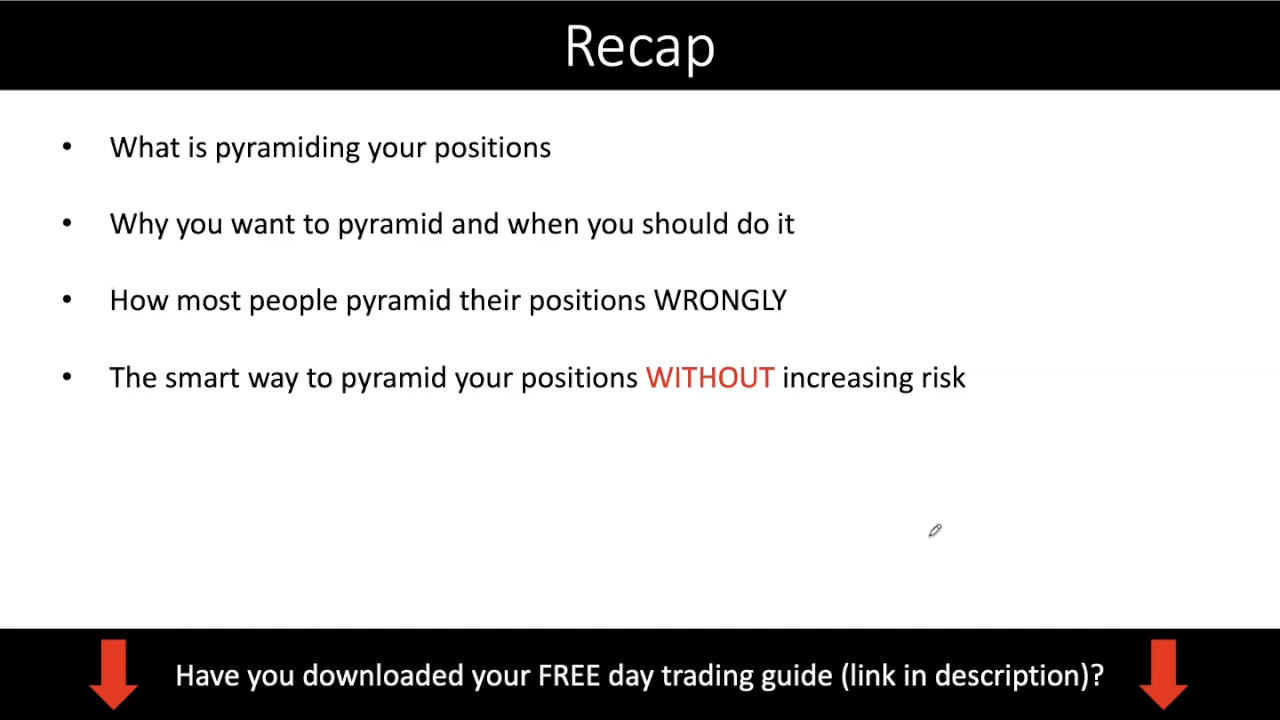 Recap
• What is pyramiding your positions
• Why you want to pyramid and when you should do it
• How most people pyramid their positions WRONGLY
• The smart way to pyramid your positions WITHOUT increasing risk
Have you downloaded your FREE day trading guide (link in description)?